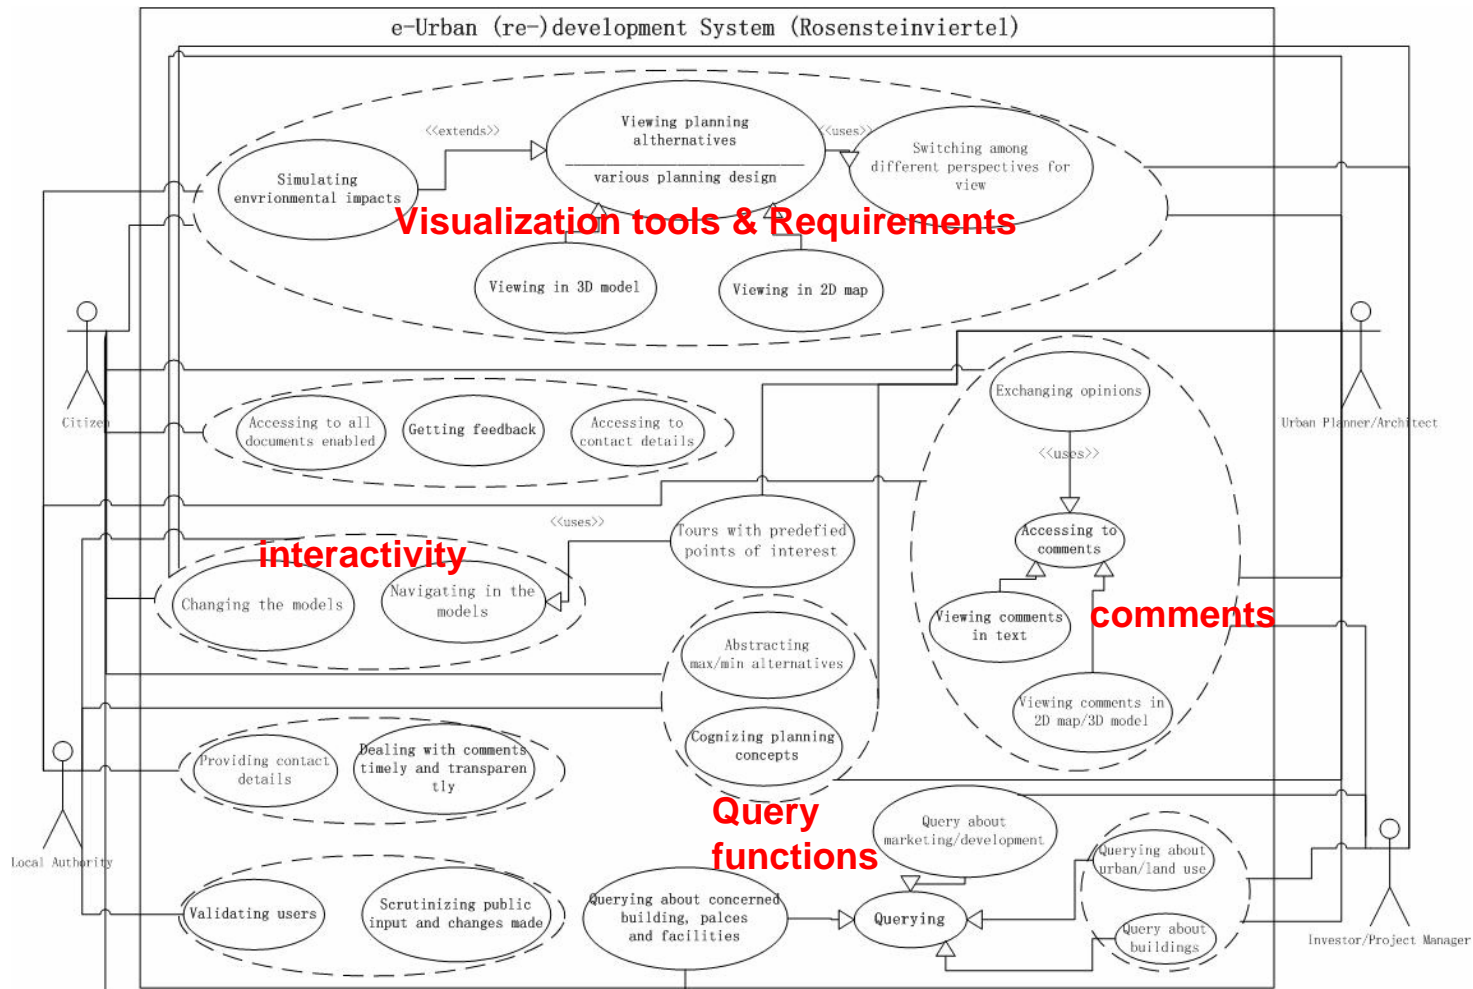 e-Urban (re-)development System (Rosensteinviertel)
Viewing planning
althernatives
various planning design
<<extends>>
<<uses>>
Switching among
different perspectives for
view
Simulating
envrionmental impacts
Visualization tools & Requirements
Viewing in 3D model
Viewing in 2D map
Citizen
Urban Planner/Architect
Exchanging opinions
<<uses>>
Accessing to all
documents enabled
Getting feedback
Accessing to
contact details
Accessing to
comments
<<uses>>
Tours with predefied
points of interest
interactivity
Changing the models
Navigating in the
models
Viewing comments
in text
comments
Abstracting
max/min alternatives
Viewing comments in
2D map/3D model
Cognizing planning
concepts
Providing contact
details
Dealing with comments
timely and transparen
tly
Local Authority
Query
functions
Query about
marketing/development
Querying about
urban/land use
Validating users
Scrutinizing public
input and changes made
Querying about concerned
building, palces
and facilities
Querying
Query about
buildings
Investor/Project Manager